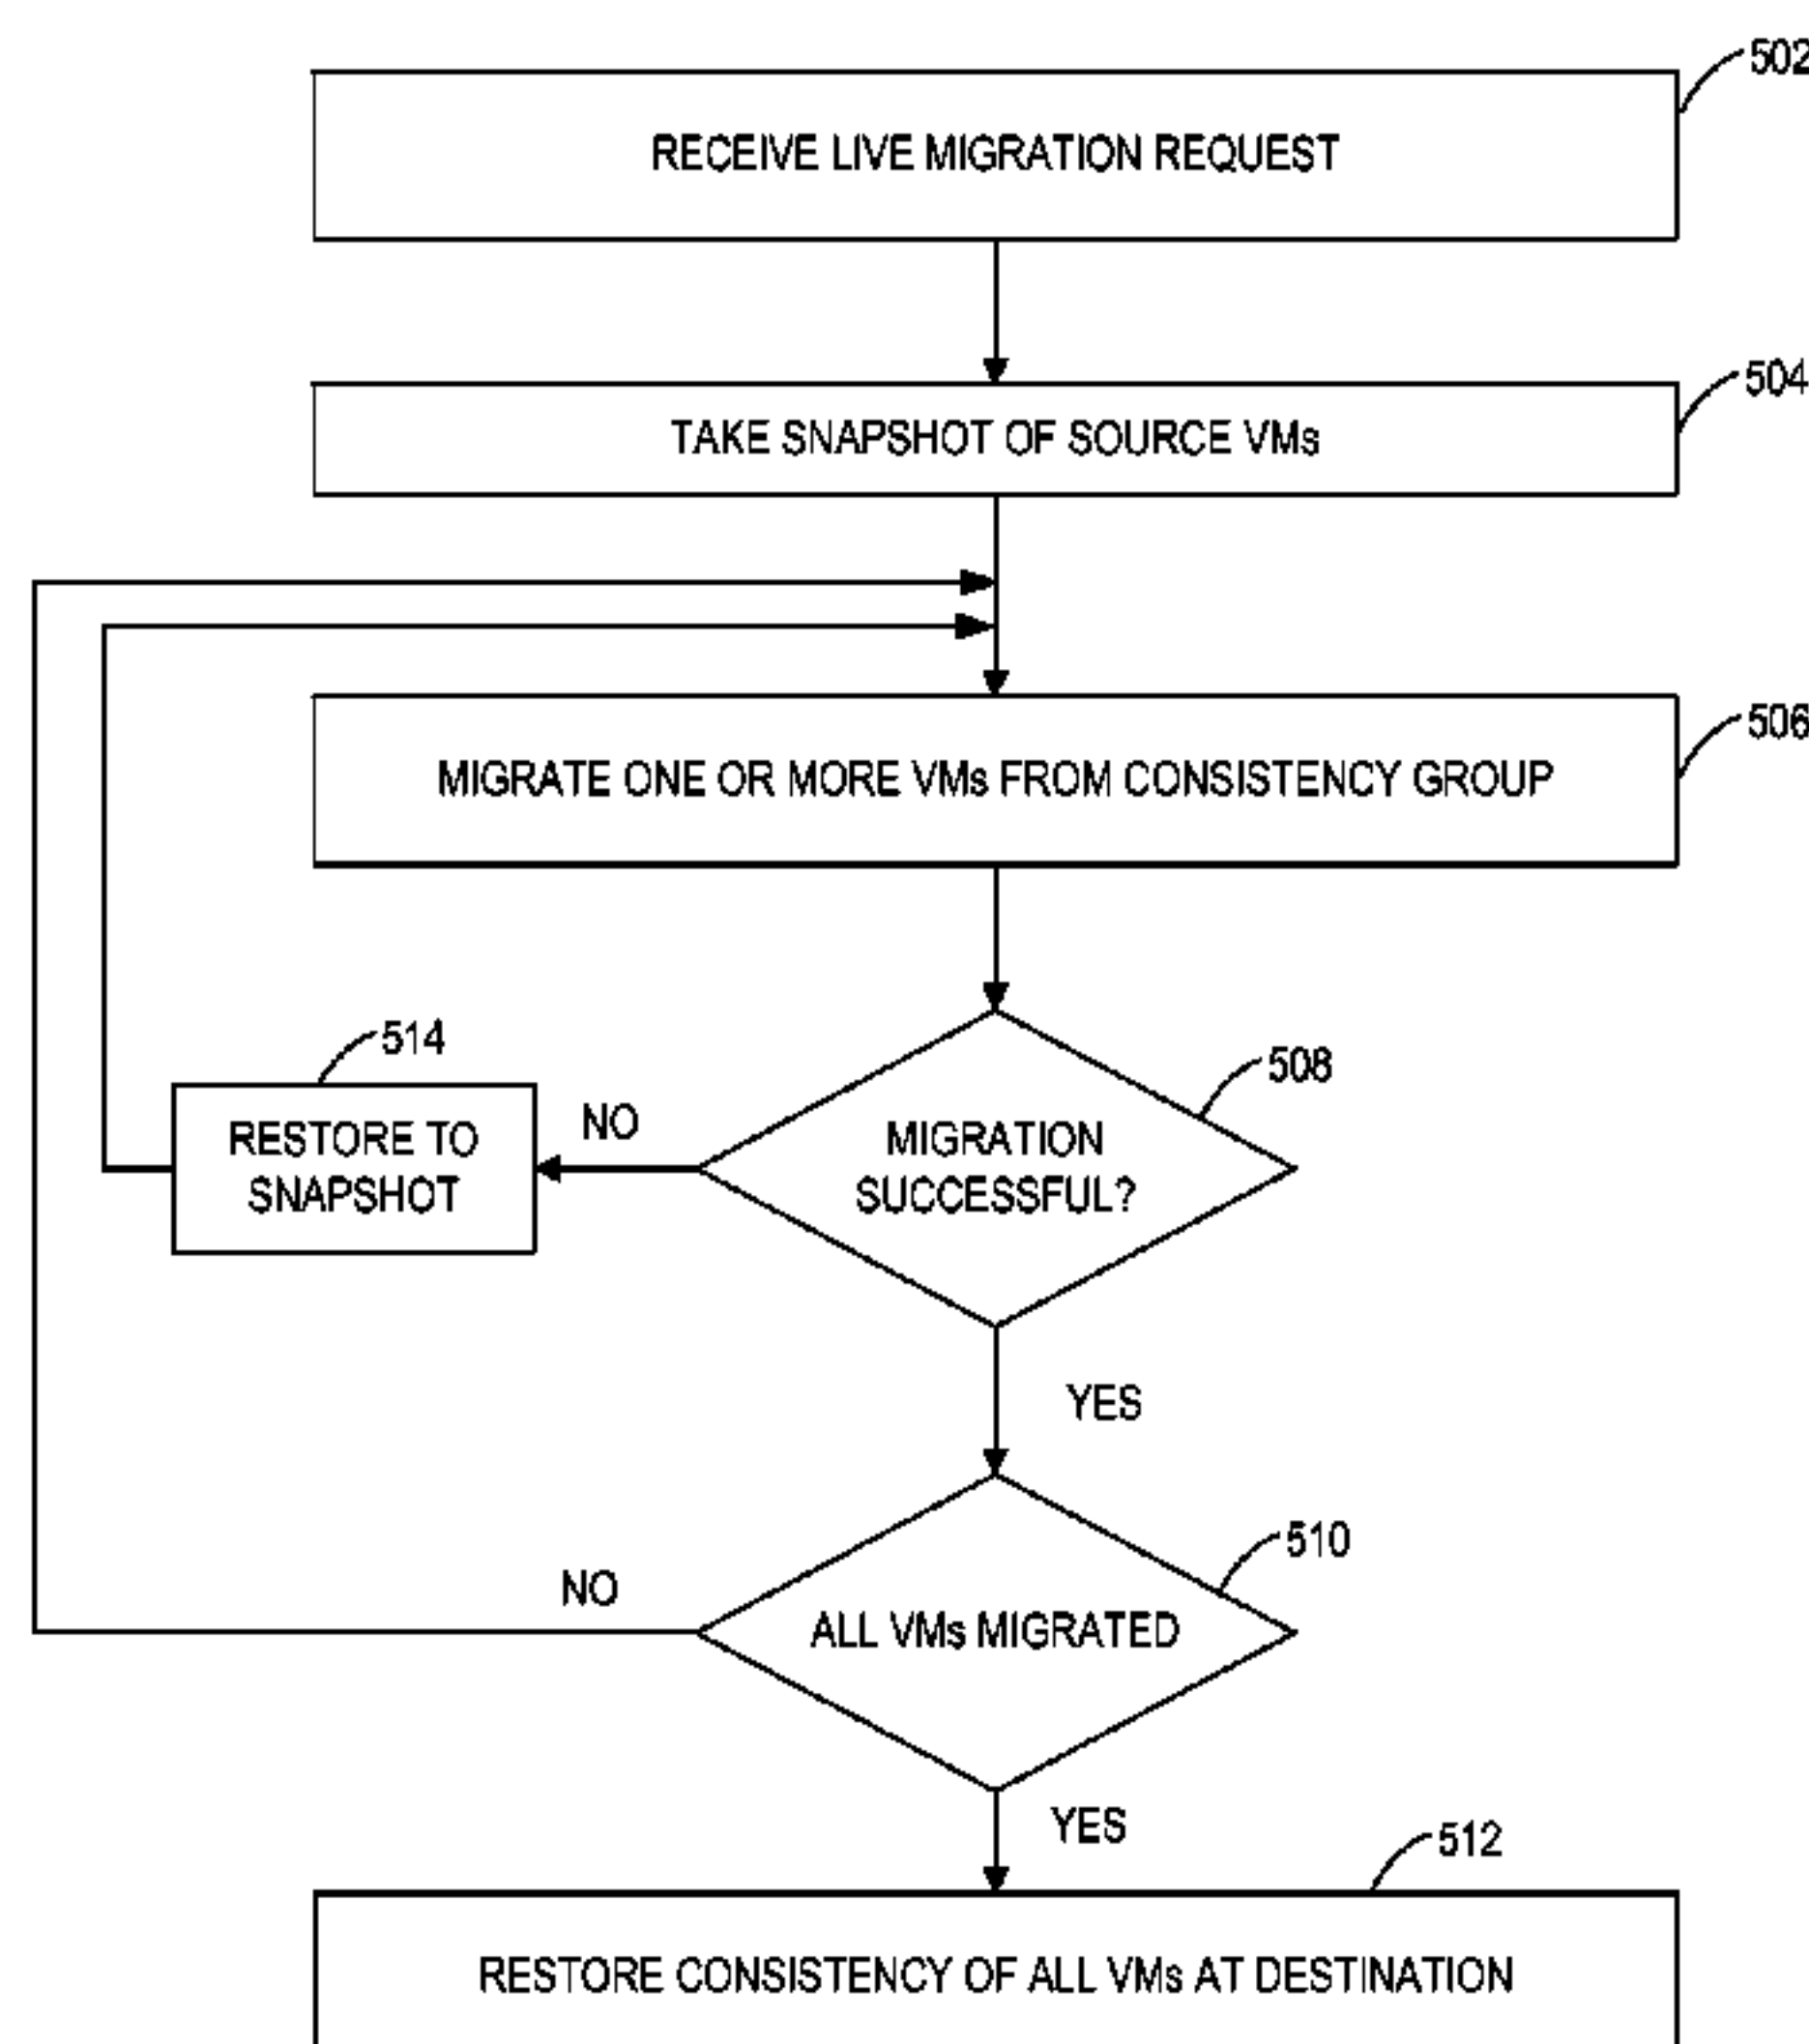 502
RECEIVE LIVE MIGRATION REQUEST
504
TAKE SNAPSHOT OF SOURCE VMs
506
MIGRATE ONE OR MORE VMs FROM CONSISTENCY GROUP
508
MIGRATION
SUCCESSFUL?
NO
514
RESTORE TO
SNAPSHOT
YES
510
ALL VMs MIGRATED
NO
YES
512
RESTORE CONSISTENCY OF ALL VMs AT DESTINATION